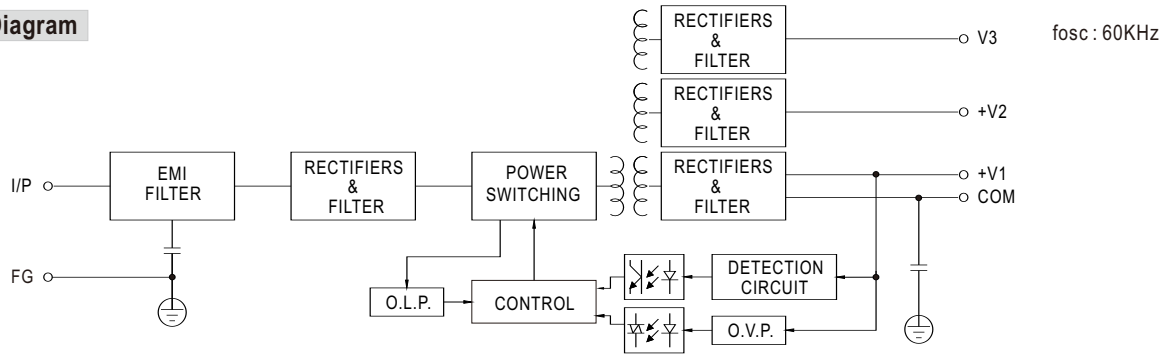 Diagram
RECTIFIERS
&
FILTER
V3
fosc : 60KHz
RECTIFIERS
&
FILTER
+V2
I/P
EMI
FILTER
RECTIFIERS
&
FILTER
POWER
SWITCHING
RECTIFIERS
&
FILTER
+V1
COM
FG
O.L.P.
CONTROL
DETECTION
CIRCUIT
O.V.P.